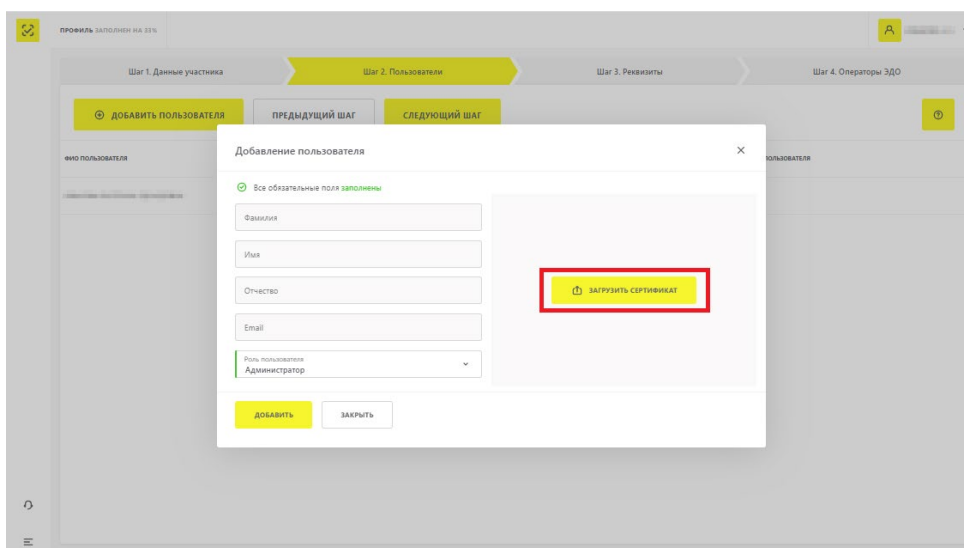 ПРОФИЛЬ ЗАПОЛНЕН НА 33%
Шаг 1. Данные участника
Шаг 2. Пользователи
Шаг 3. Реквизиты
Шаг 4. Операторы ЭДО
ДОБАВИТЬ ПОЛЬЗОВАТЕЛЯ
ПРЕДЫДУЩИЙ ШАГ
СЛЕДУЮЩИЙ ШАГ
ФИО ПОЛЬЗОВАТЕЛЯ
Добавление пользователя
Все обязательные поля заполнены
Фамилия
Имя
Отчество
Email
Роль пользователя
Администратор
ЗАГРУЗИТЬ СЕРТИФИКАТ
ДОБАВИТЬ
ЗАКРЫТЬ